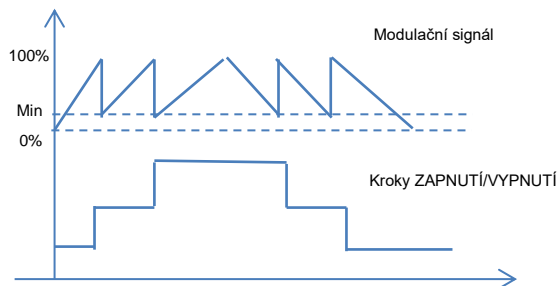 Modulační signál
100%
Min
0%
Kroky ZAPNUTÍ/VYPNUTÍ